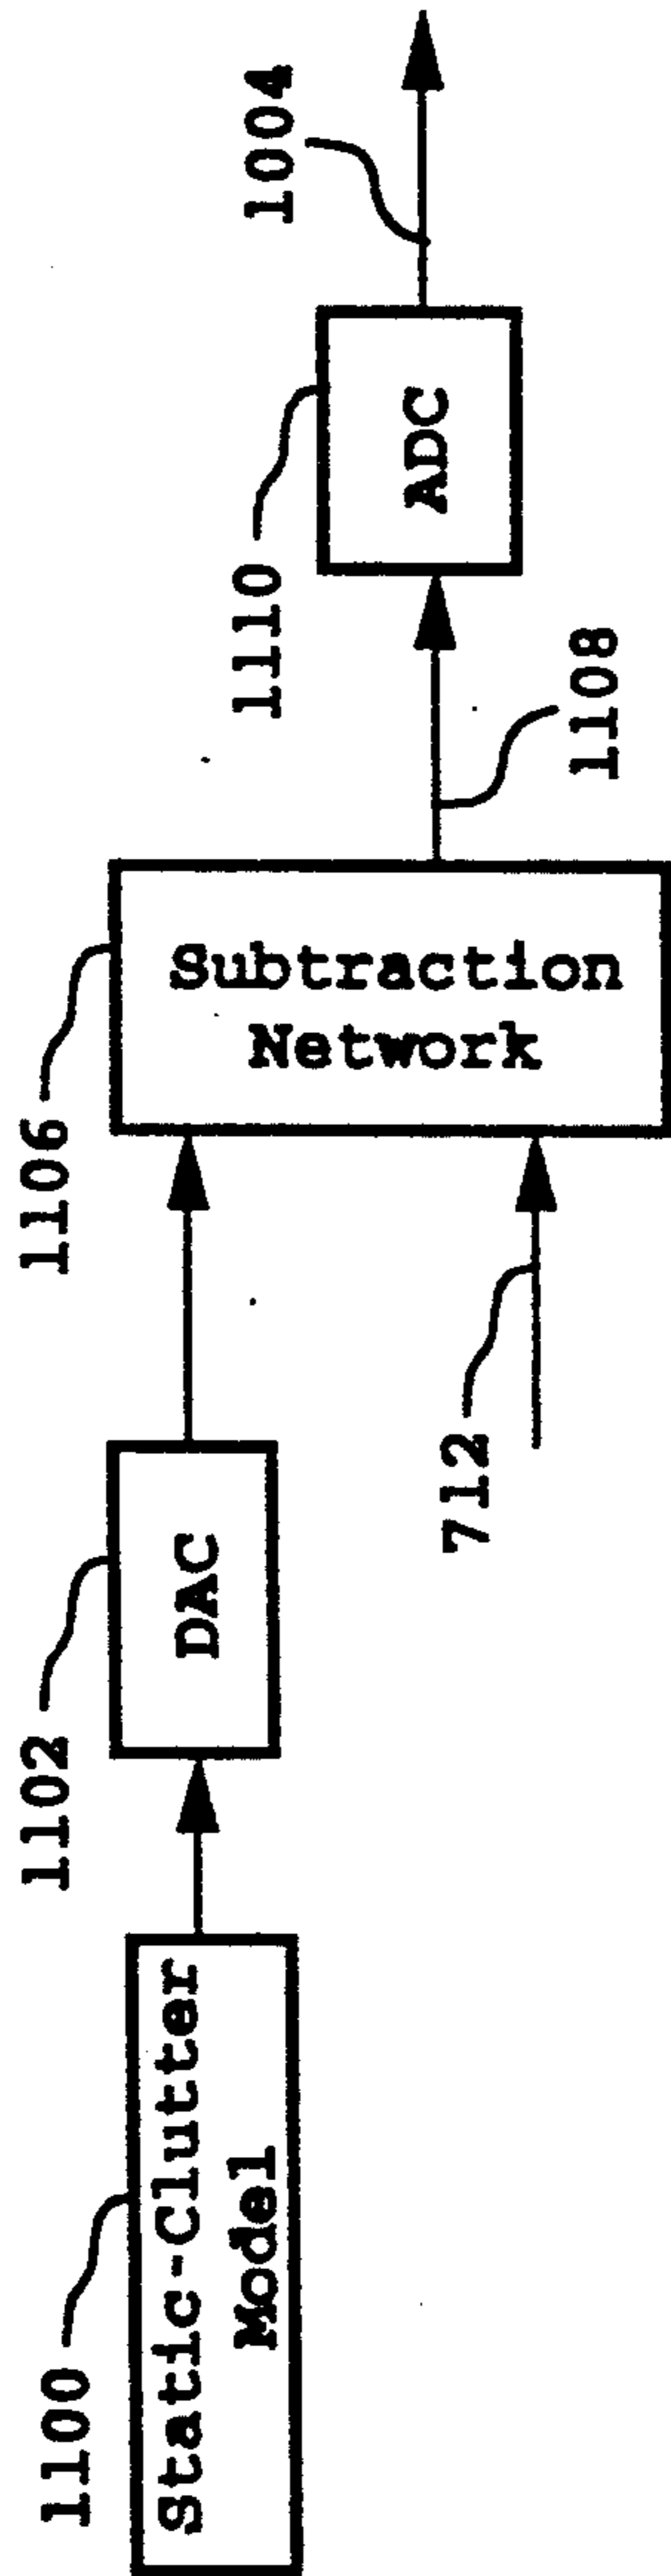 1100
Static-Clutter
Model
1102
DAC
712
1106
Subtraction
Network
1108
1110
ADC
1004